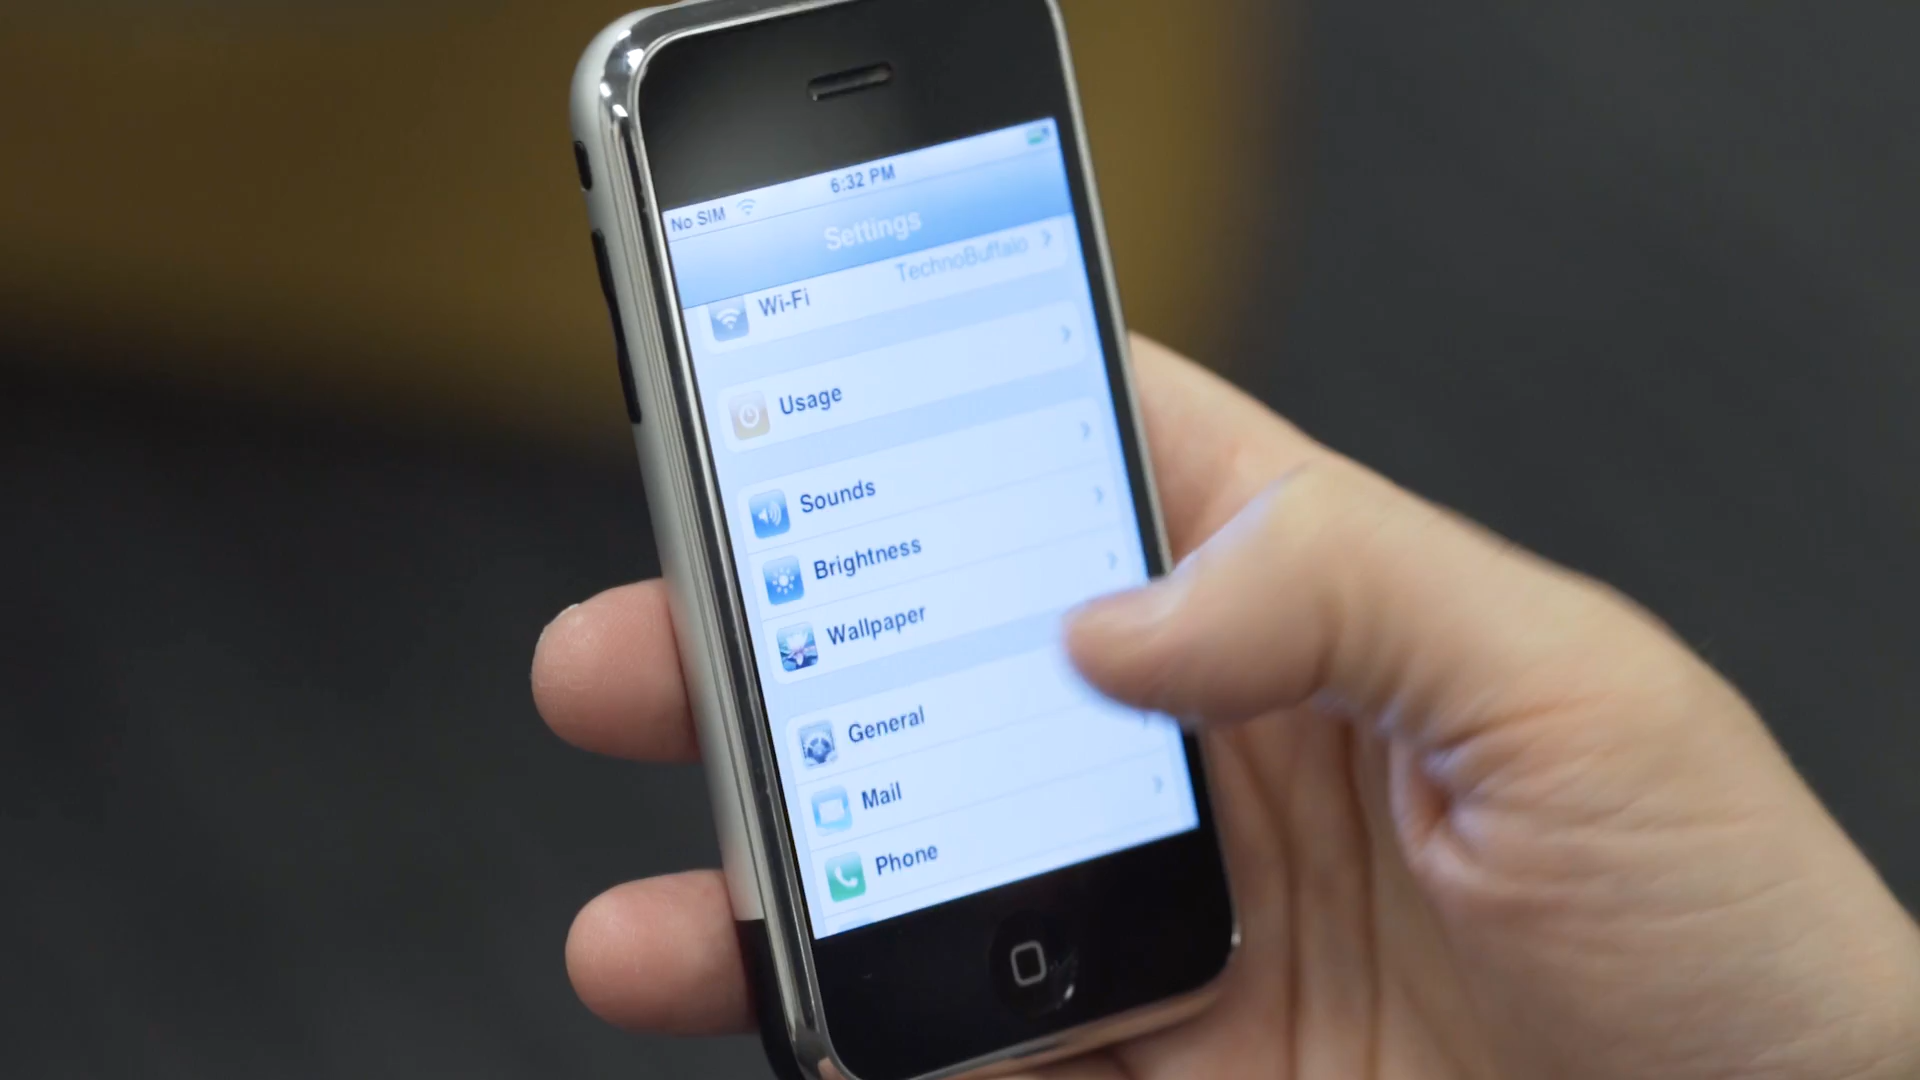 No SIM 6:32 PM
Settings
Wi-Fi TechnoBuffalo
Usage
Sounds
Brightness
Wallpaper
General
Mail
Phone